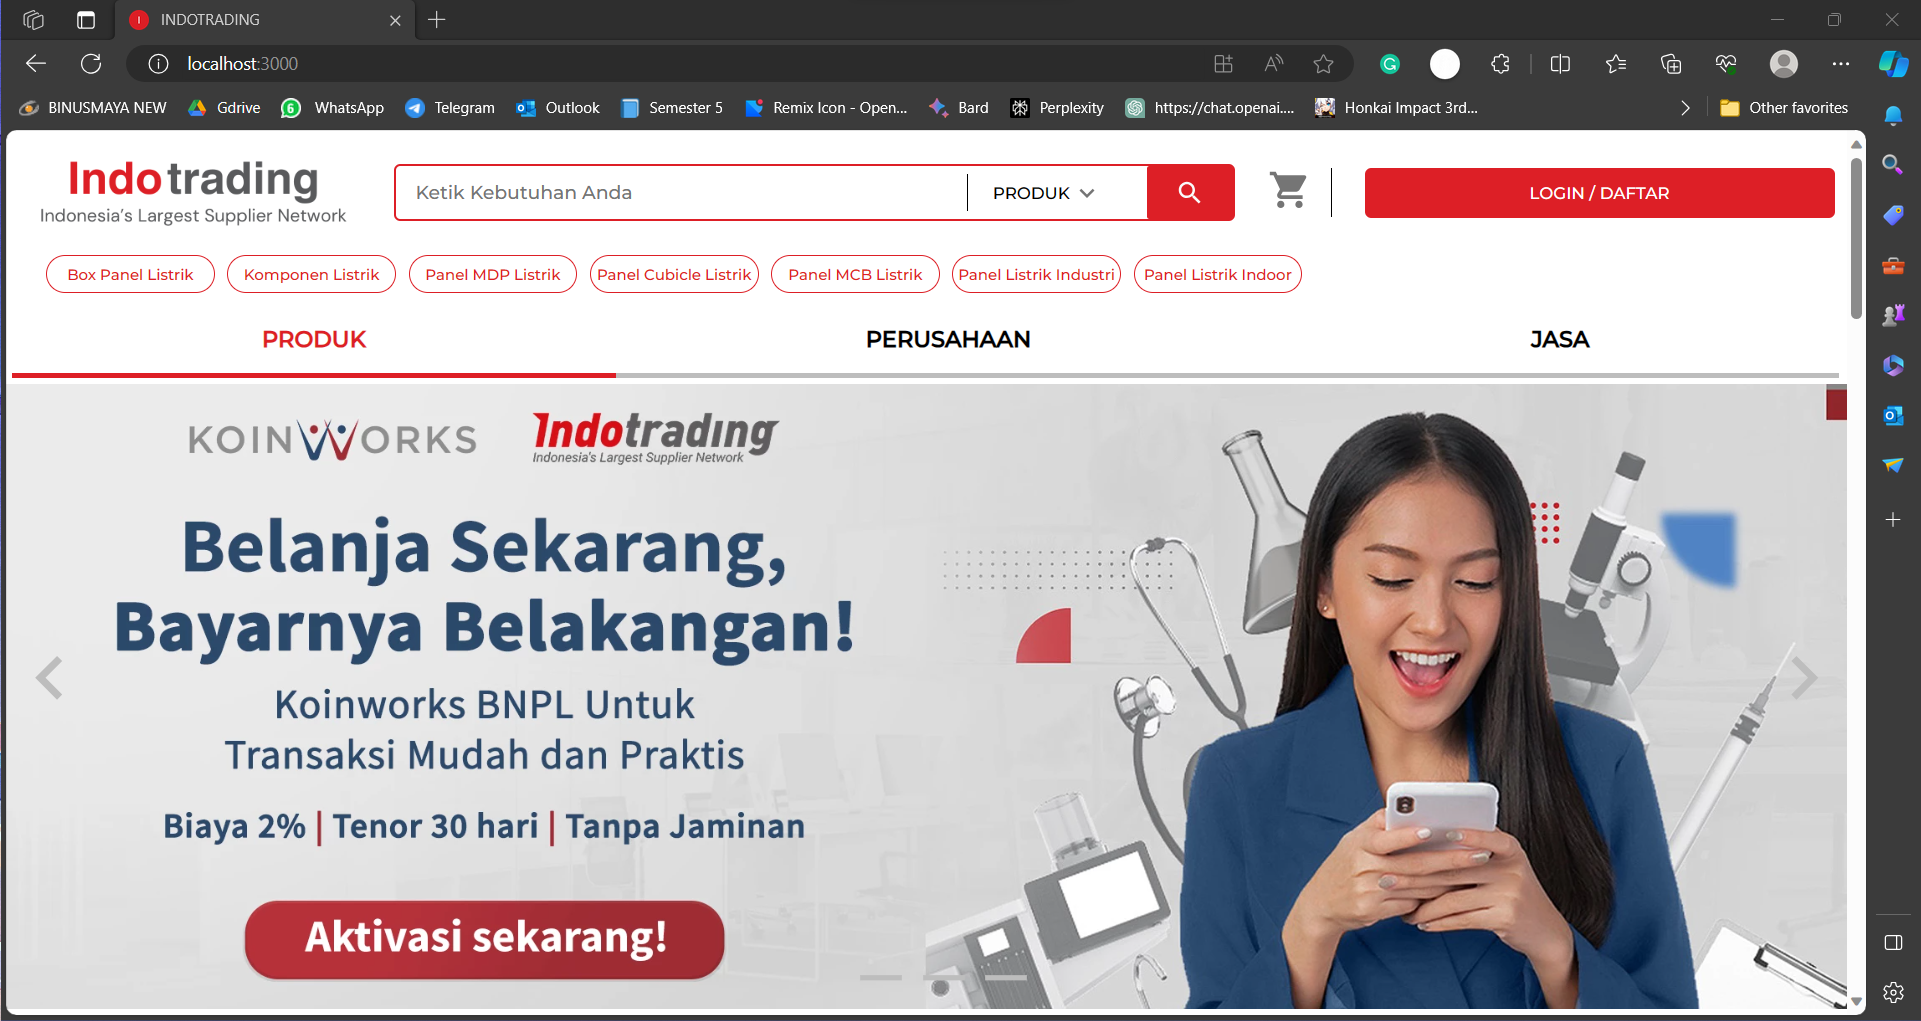 INDOTRADING
localhost:3000
BINUSMAYA NEW
Gdrive
WhatsApp
Telegram
Outlook
Semester 5
Remix Icon - Open...
Bard
Perplexity
https://chat.openai....
Honkai Impact 3rd...
Other favorites
Indotrading
Indonesia's Largest Supplier Network
Ketik Kebutuhan Anda
PRODUK
LOGIN / DAFTAR
Box Panel Listrik
Komponen Listrik
Panel MDP Listrik
Panel Cubicle Listrik
Panel MCB Listrik
Panel Listrik Industri
Panel Listrik Indoor
PRODUK
PERUSAHAAN
JASA
KOINWORKS
Indotrading
Indonesia's Largest Supplier Network
Belanja Sekarang,
Bayarnya Belakangan!
Koinworks BNPL Untuk
Transaksi Mudah dan Praktis
Biaya 2% | Tenor 30 hari | Tanpa Jaminan
Aktivasi sekarang!